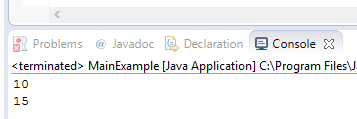 Problems @ Javadoc Declaration Console
<terminated> MainExample [Java Application] C:\Program Files\J
10
15